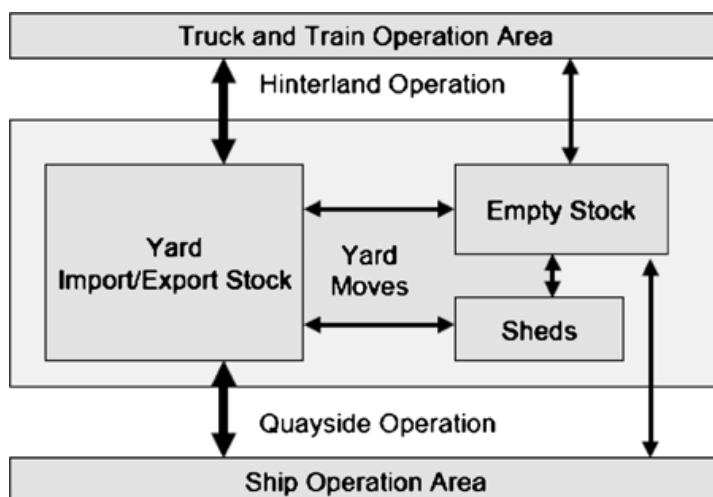 Truck and Train Operation Area
Hinterland Operation
Yard
Import/Export Stock
Yard
Moves
Empty Stock
Sheds
Quayside Operation
Ship Operation Area